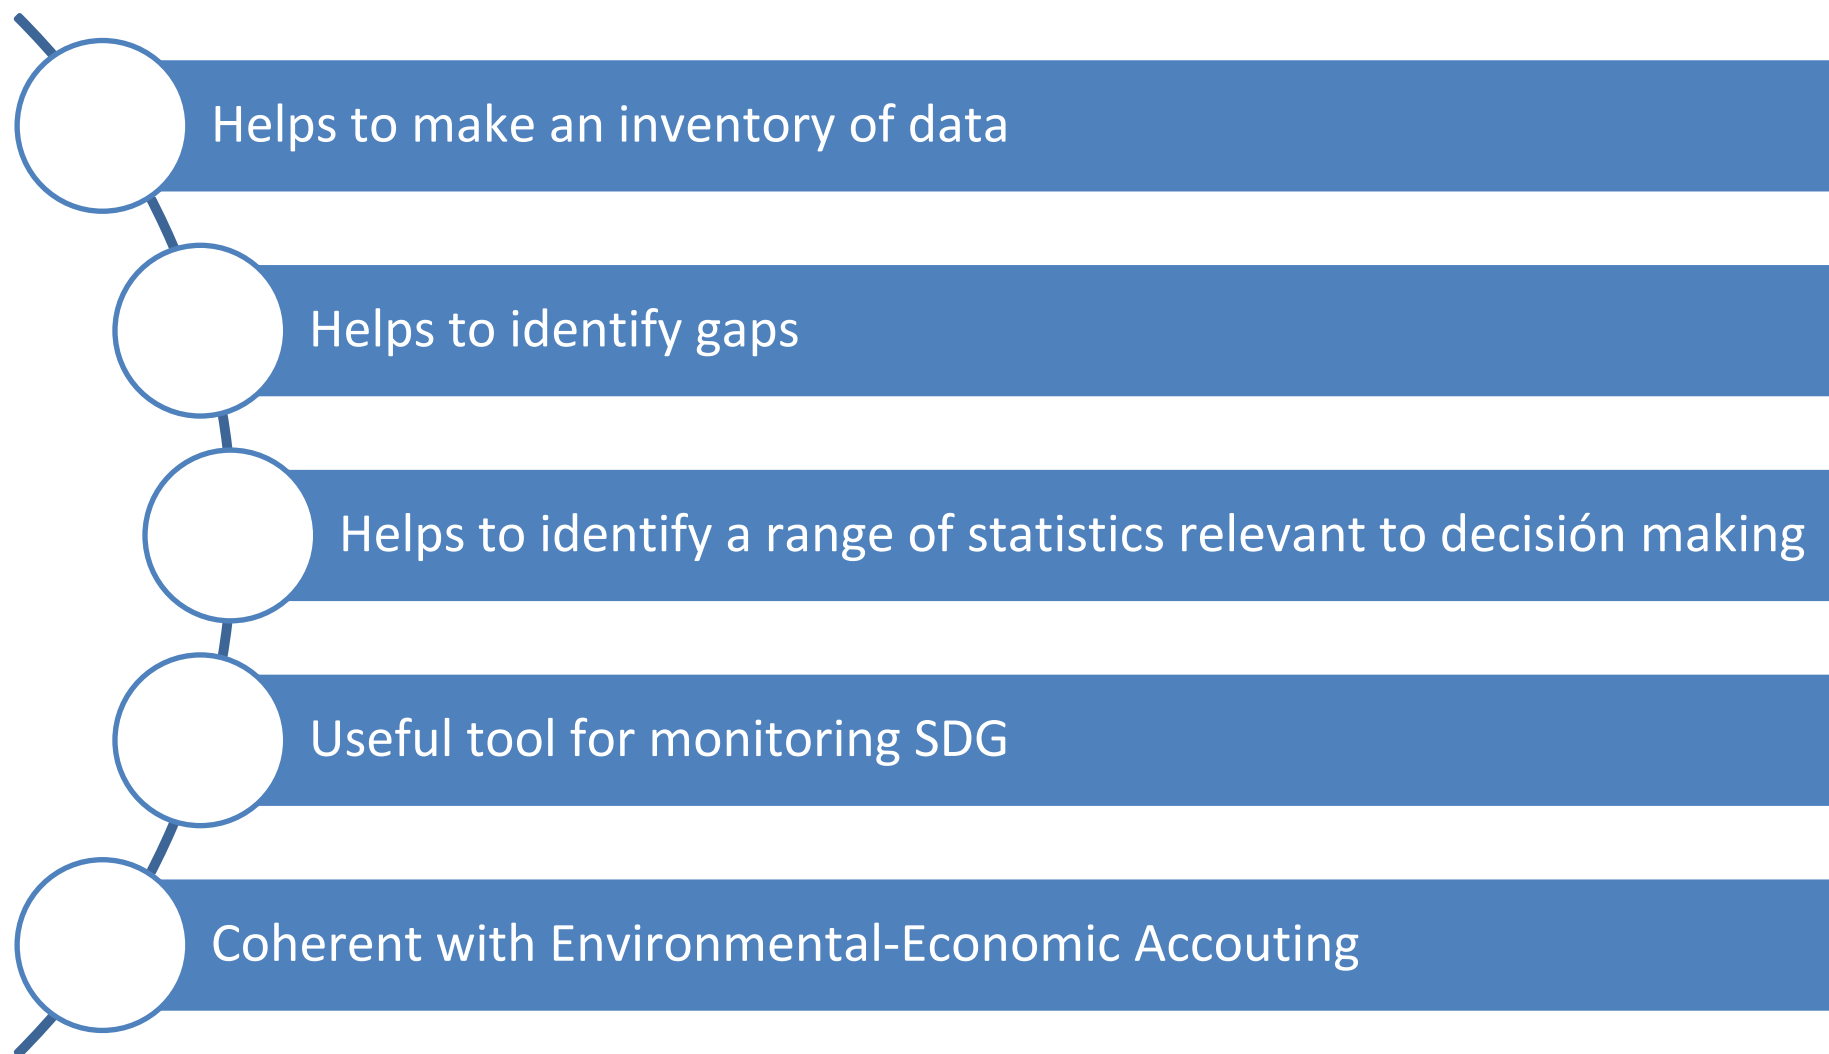 Helps to make an inventory of data
Helps to identify gaps
Helps to identify a range of statistics relevant to decisión making
Useful tool for monitoring SDG
Coherent with Environmental-Economic Accouting